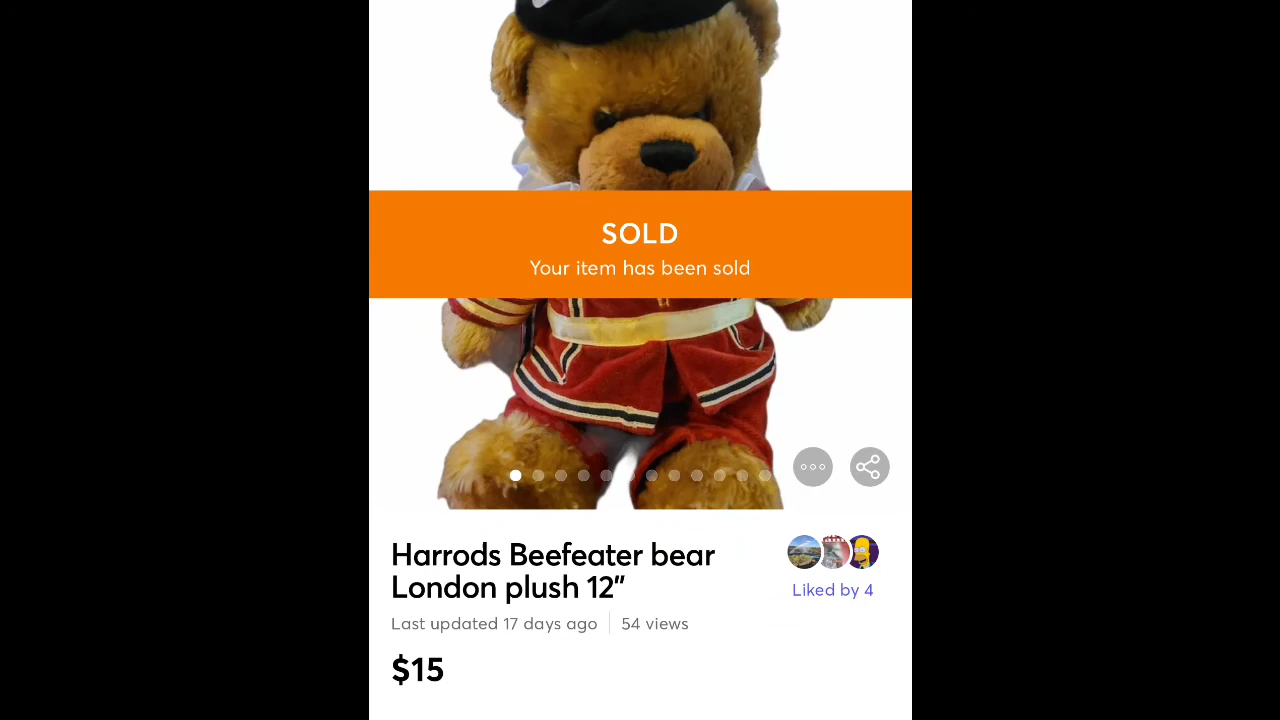 SOLD
Your item has been sold
Harrods Beefeater bear
London plush 12”
Liked by 4
Last updated 17 days ago
54 views
$15